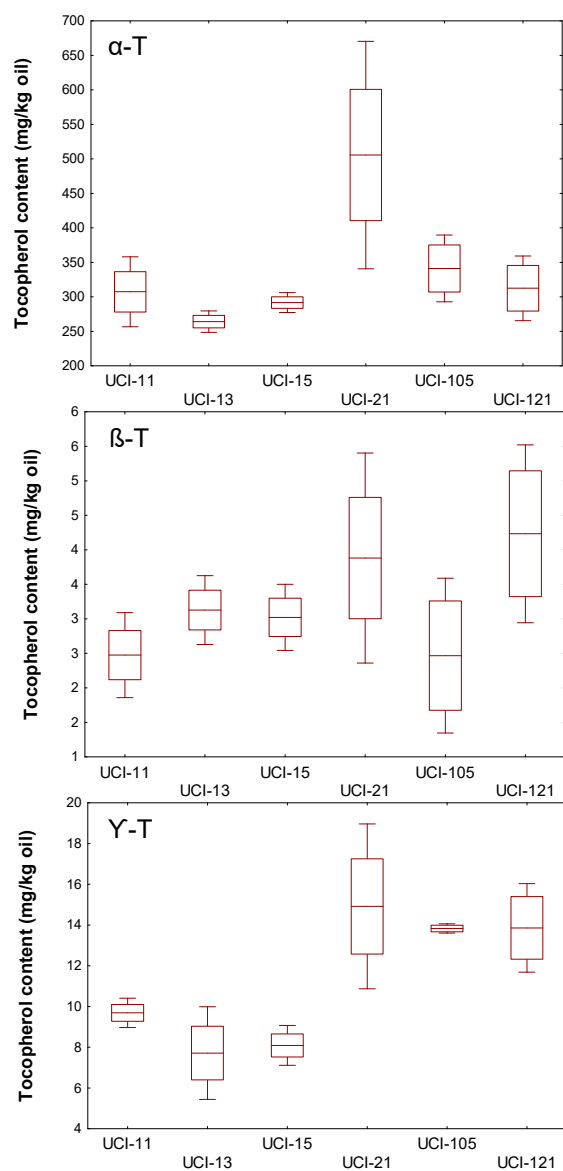 α-T
Tocopherol content (mg/kg oil)
700
650
600
550
500
450
400
350
300
250
200
UCI-11 UCI-15 UCI-105
UCI-13 UCI-21 UCI-121
ß-T
Tocopherol content (mg/kg oil)
6
6
5
5
4
4
3
3
2
2
1
UCI-11 UCI-15 UCI-105
UCI-13 UCI-21 UCI-121
ϒ-T
Tocopherol content (mg/kg oil)
20
18
16
14
12
10
8
6
4
UCI-11 UCI-15 UCI-105
UCI-13 UCI-21 UCI-121